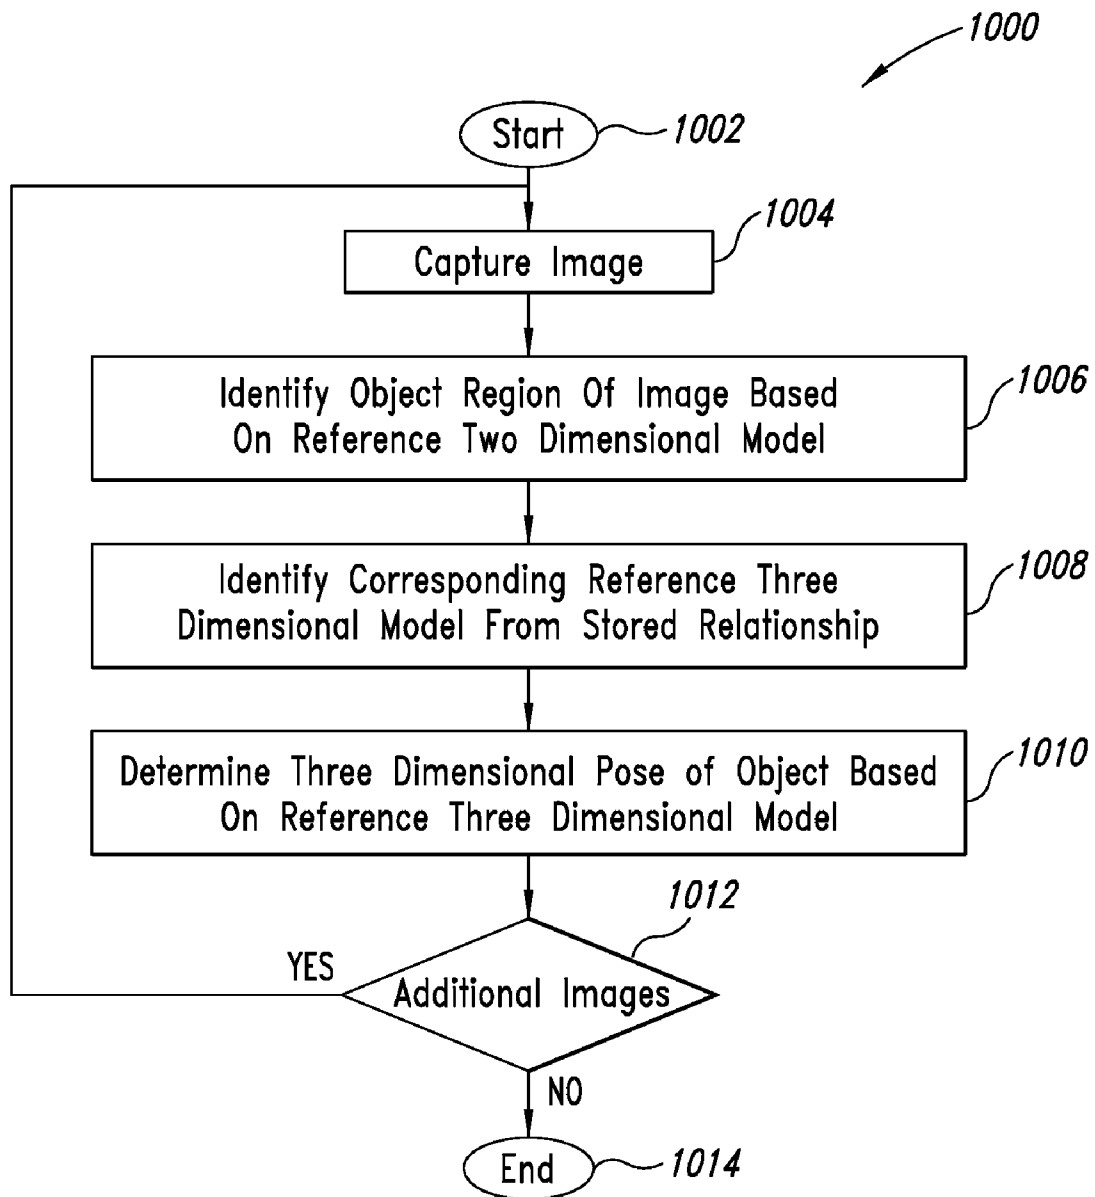 1000
Start
1002
1004
Capture Image
1006
Identify Object Region Of Image Based
On Reference Two Dimensional Model
1008
Identify Corresponding Reference Three
Dimensional Model From Stored Relationship
1010
Determine Three Dimensional Pose of Object Based
On Reference Three Dimensional Model
1012
YES
Additional Images
NO
End
1014